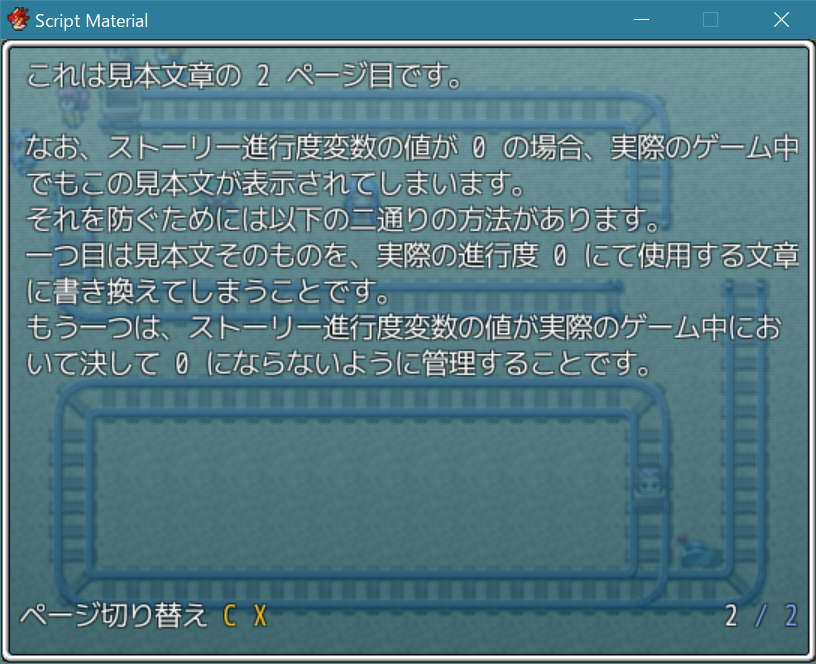 Script Material
これは見本文章の 2 ページ目です。
なお、ストーリー進行度変数の値が 0 の場合、実際のゲーム中
でもこの見本文が表示されてしまいます。
それを防ぐためには以下の二通りの方法があります。
一つ目は見本文そのものを、実際の進行度 0 にて使用する文章
に書き換えてしまうことです。
もう一つは、ストーリー進行度変数の値が実際のゲーム中にお
いて決して 0 にならないように管理することです。
ページ切り替え C X
2 / 2